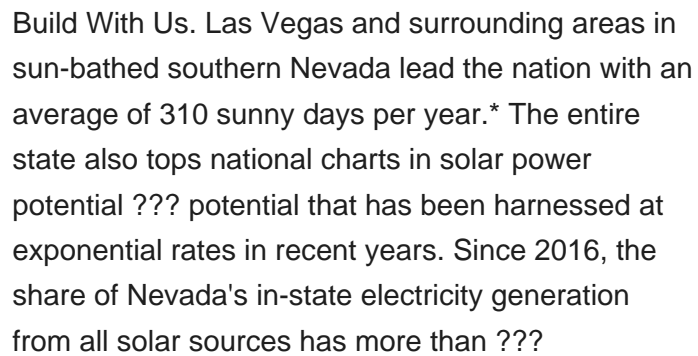 Build With Us. Las Vegas and surrounding areas in
sun-bathed southern Nevada lead the nation with an
average of 310 sunny days per year.* The entire
state also tops national charts in solar power
potential ??? potential that has been harnessed at
exponential rates in recent years. Since 2016, the
share of Nevada's in-state electricity generation
from all solar sources has more than ???